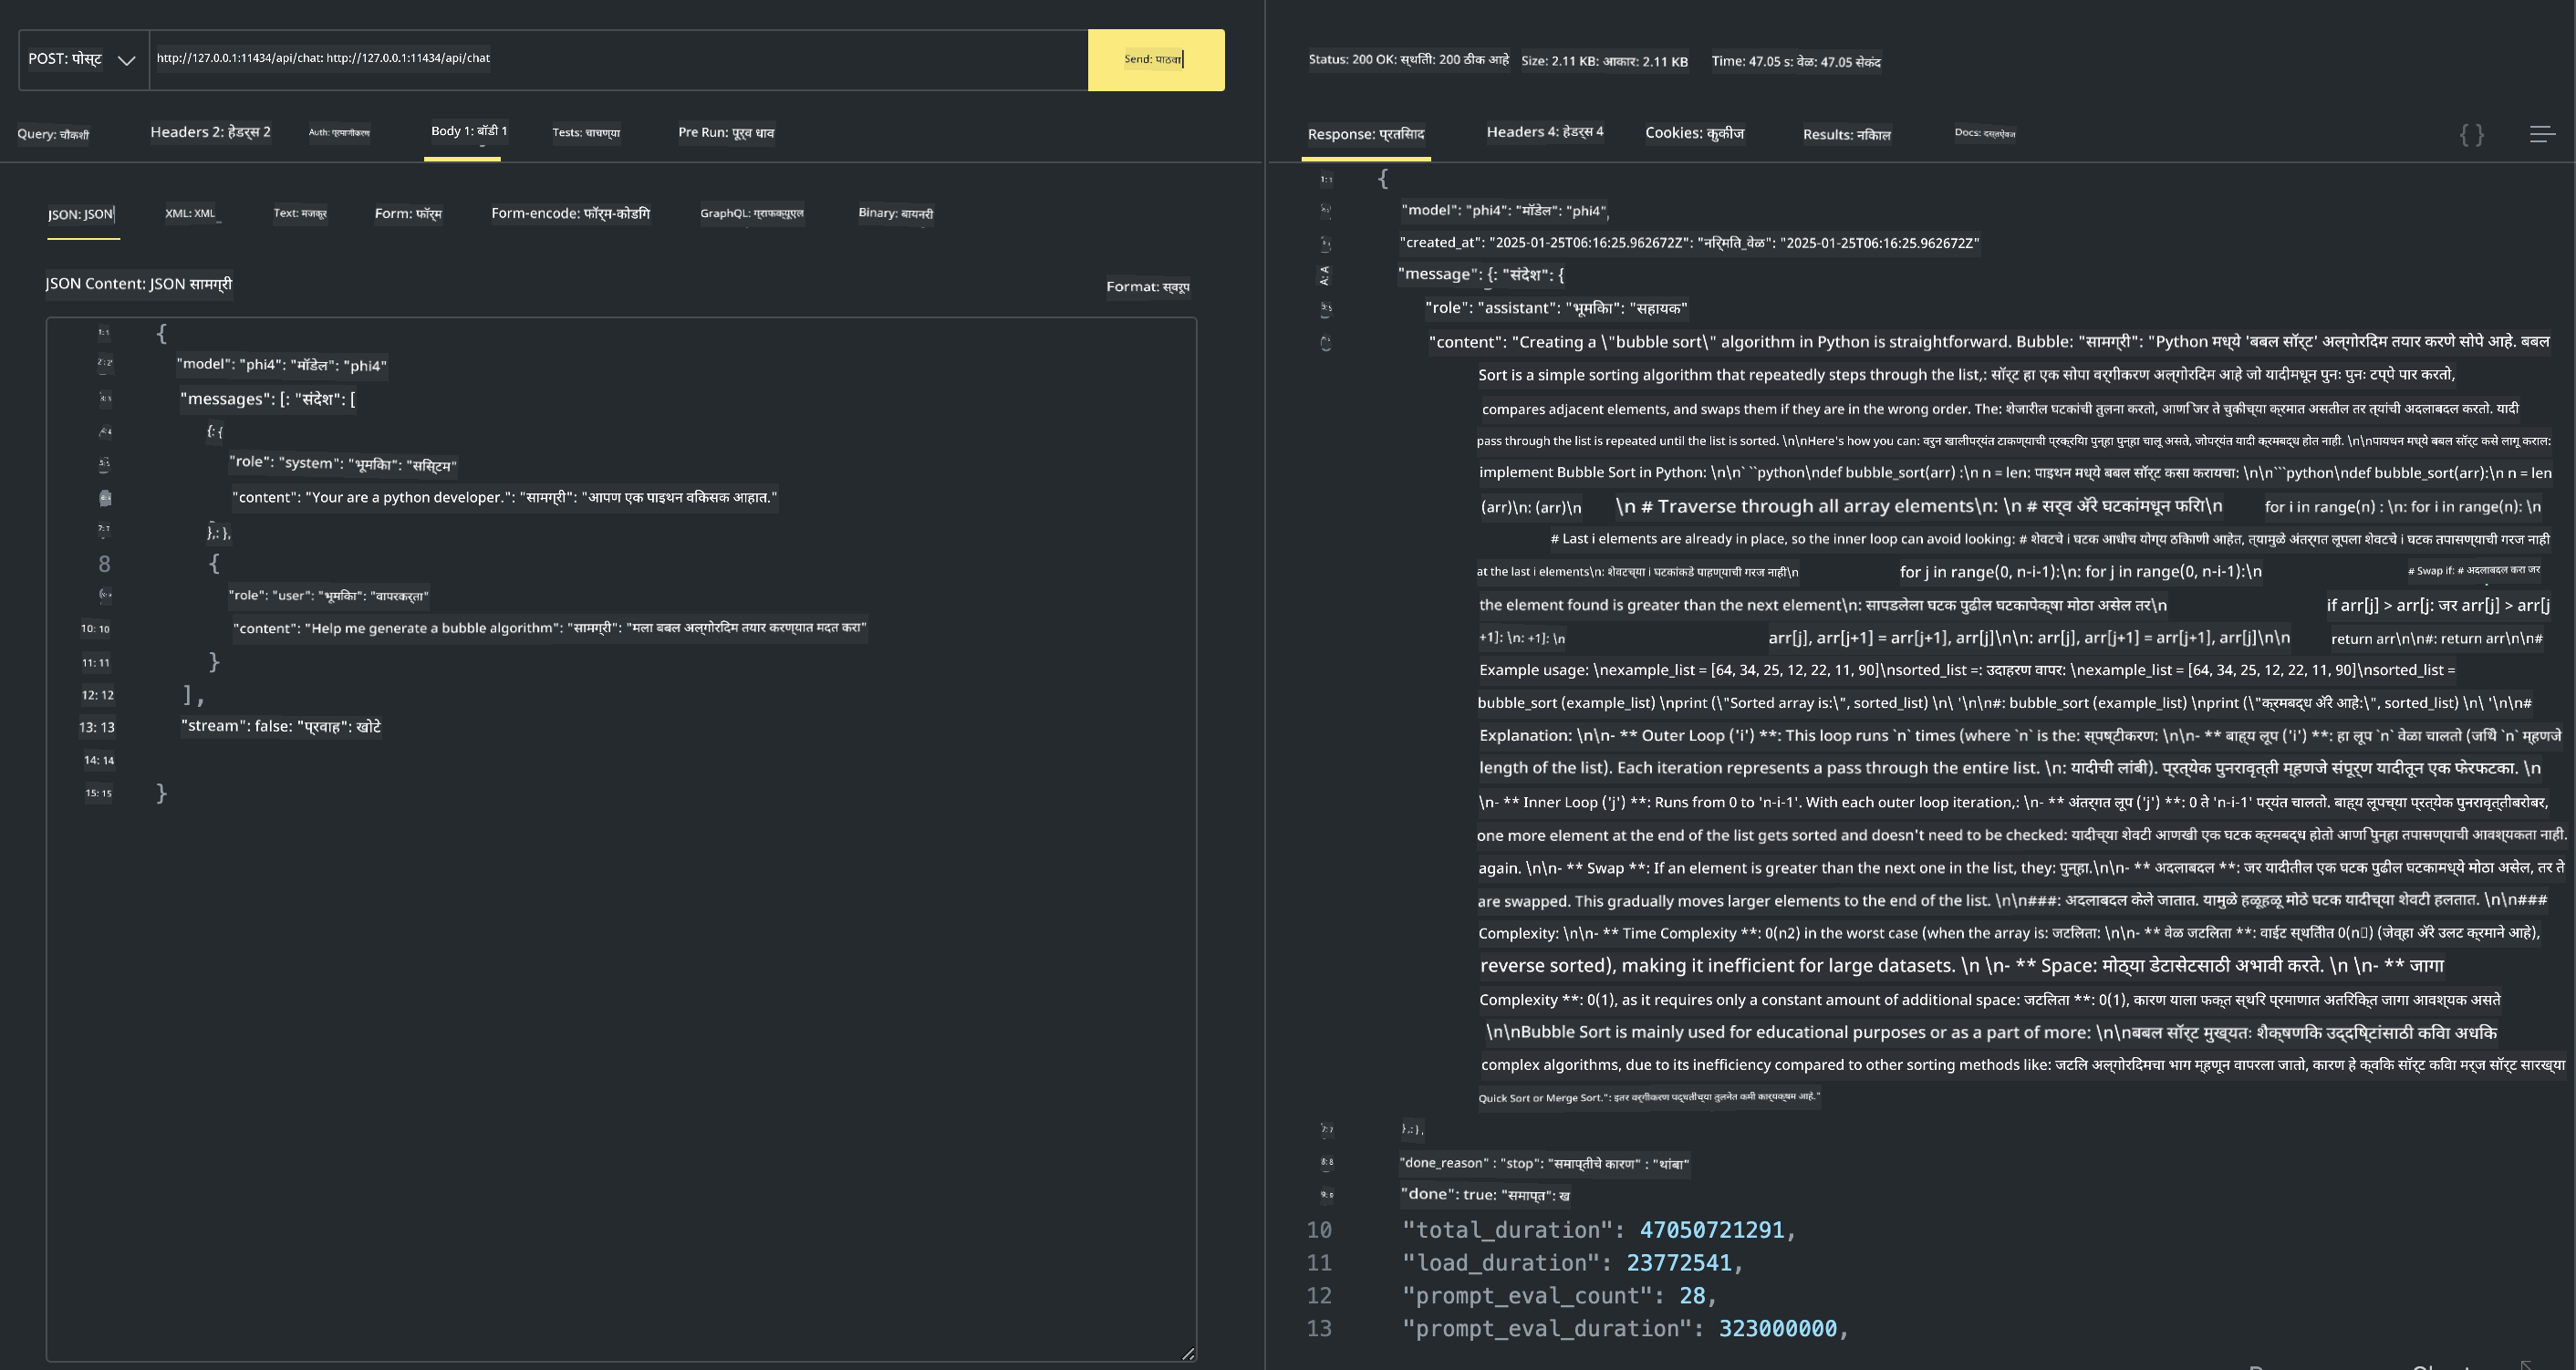 POST: पोस्ट
http://127.0.0.1:11434/api/chat: http://127.0.0.1:11434/api/chat
Send: पाठवा
Query: चौकशी
Headers 2: हेडर्स 2
Auth: प्रमाणीकरण
Body 1: बॉडी 1
Tests: चाचण्या
Pre Run: पूर्व धाव
JSON: JSON
XML: XML
Text: मजकूर
Form: फॉर्म
Form-encode: फॉर्म-कोडगि
GraphQL: ग्राफक्यूएल
Binary: बायनरी
JSON Content: JSON सामग्री
Format: स्वरूप
1: 1 {
2: 2 "model": "phi4": "मॉडेल": "phi4"
"messages": [: "संदेश": [
{: {
"role": "system": "भूमकिा": "ससि्टम"
"content": "Your are a python developer.": "सामग्री": "आपण एक पाइथन वकिसक आहात."
7: 7 },: },
8 {
"role": "user": "भूमकिा": "वापरकर्ता"
10: 10 "content": "Help me generate a bubble algorithm": "सामग्री": "मला बबल अल्गोरदिम तयार करण्यात मदत करा"
11: 11 }
12: 12 ],
13: 13 "stream": false: "प्रवाह": खोटे
14: 14
15: 15 }
Status: 200 OK: स्थतिी: 200 ठीक आहे
Size: 2.11 KB: आकार: 2.11 KB
Time: 47.05 s: वेळ: 47.05 सेकंद
Response: प्रतसिाद
Headers 4: हेडर्स 4
Cookies: कुकीज
Results: नकिाल
Docs: दस्तऐवज
{ }
1: 1 {
"model": "phi4": "मॉडेल": "phi4",
"created_at": "2025-01-25T06:16:25.962672Z": "नरि्मति_वेळ": "2025-01-25T06:16:25.962672Z"
"message": {: "संदेश": {
5: 5 "role": "assistant": "भूमकिा": "सहायक"
"content": "Creating a \"bubble sort\" algorithm in Python is straightforward. Bubble: "सामग्री": "Python मध्ये 'बबल सॉर्ट' अल्गोरदिम तयार करणे सोपे आहे. बबल
Sort is a simple sorting algorithm that repeatedly steps through the list,: सॉर्ट हा एक सोपा वर्गीकरण अल्गोरदिम आहे जो यादीमधून पुनः पुनः टप्पे पार करतो,
compares adjacent elements, and swaps them if they are in the wrong order. The: शेजारील घटकांची तुलना करतो, आणजिर ते चुकीच्या क्रमात असतील तर त्यांची अदलाबदल करतो. यादी
pass through the list is repeated until the list is sorted. \n\nHere's how you can: वरुन खालीपर्यंत टाकण्याची प्रक्रयिा पुन्हा पुन्हा चालू असते, जोपर्यंत यादी क्रमबद्ध होत नाही. \n\nपायथन मध्ये बबल सॉर्ट कसे लागू कराल:
implement Bubble Sort in Python: \n\n` ``python\ndef bubble_sort(arr) :\n n = len: पाइथन मध्ये बबल सॉर्ट कसा करायचा: \n\n```python\ndef bubble_sort(arr):\n n = len
(arr)\n: (arr)\n \n # Traverse through all array elements\n: \n # सर्व अ‍ॅरे घटकांमधून फरिा\n for i in range(n) : \n: for i in range(n): \n
# Last i elements are already in place, so the inner loop can avoid looking: # शेवटचे i घटक आधीच योग्य ठकिाणी आहेत, त्यामुळे अंतर्गत लूपला शेवटचे i घटक तपासण्याची गरज नाही
at the last i elements\n: शेवटच्या i घटकांकडे पाहण्याची गरज नाही\n for j in range(0, n-i-1):\n: for j in range(0, n-i-1):\n # Swap if: # अदलाबदल करा जर
the element found is greater than the next element\n: सापडलेला घटक पुढील घटकापेक्षा मोठा असेल तर\n if arr[j] > arr[j: जर arr[j] > arr[j
+1]: \n: +1]: \n arr[j], arr[j+1] = arr[j+1], arr[j]\n\n: arr[j], arr[j+1] = arr[j+1], arr[j]\n\n return arr\n\n#: return arr\n\n#
Example usage: \nexample_list = [64, 34, 25, 12, 22, 11, 90]\nsorted_list =: उदाहरण वापर: \nexample_list = [64, 34, 25, 12, 22, 11, 90]\nsorted_list =
bubble_sort (example_list) \nprint (\"Sorted array is:\", sorted_list) \n\ '\n\n#: bubble_sort (example_list) \nprint (\"क्रमबद्ध अ‍ॅरे आहे:\", sorted_list) \n\ '\n\n#
Explanation: \n\n- ** Outer Loop ('i') **: This loop runs `n` times (where `n` is the: स्पष्टीकरण: \n\n- ** बाह्य लूप ('i') **: हा लूप `n` वेळा चालतो (जथिे `n` म्हणजे
length of the list). Each iteration represents a pass through the entire list. \n: यादीची लांबी). प्रत्येक पुनरावृत्ती म्हणजे संपूर्ण यादीतून एक फेरफटका. \n
\n- ** Inner Loop ('j') **: Runs from 0 to 'n-i-1'. With each outer loop iteration,: \n- ** अंतर्गत लूप ('j') **: 0 ते 'n-i-1' पर्यंत चालतो. बाह्य लूपच्या प्रत्येक पुनरावृत्तीबरोबर,
one more element at the end of the list gets sorted and doesn't need to be checked: यादीच्या शेवटी आणखी एक घटक क्रमबद्ध होतो आणपिुन्हा तपासण्याची आवश्यकता नाही.
again. \n\n- ** Swap **: If an element is greater than the next one in the list, they: पुन्हा.\n\n- ** अदलाबदल **: जर यादीतील एक घटक पुढील घटकामध्ये मोठा असेल, तर ते
are swapped. This gradually moves larger elements to the end of the list. \n\n###: अदलाबदल केले जातात. यामुळे हळूहळू मोठे घटक यादीच्या शेवटी हलतात. \n\n###
Complexity: \n\n- ** Time Complexity **: 0(n2) in the worst case (when the array is: जटलिता: \n\n- ** वेळ जटलिता **: वाईट स्थतिीत 0(n▯) (जेव्हा अ‍ॅरे उलट क्रमाने आहे),
reverse sorted), making it inefficient for large datasets. \n \n- ** Space: मोठ्या डेटासेटसाठी अभावी करते. \n \n- ** जागा
Complexity **: 0(1), as it requires only a constant amount of additional space: जटलिता **: 0(1), कारण याला फक्त स्थरि प्रमाणात अतरिक्ति जागा आवश्यक असते
\n\nBubble Sort is mainly used for educational purposes or as a part of more: \n\nबबल सॉर्ट मुख्यतः शैक्षणकि उद्दषि्टांसाठी कविा अधकि
complex algorithms, due to its inefficiency compared to other sorting methods like: जटलि अल्गोरदिमचा भाग म्हणून वापरला जातो, कारण हे क्वकि सॉर्ट कविा मर्ज सॉर्ट सारख्या
Quick Sort or Merge Sort.": इतर वर्गीकरण पद्धतीच्या तुलनेत कमी कार्यक्षम आहे."
7: 7 },: },
8: 8 "done_reason" : "stop": "समाप्तीचे कारण" : "थांबा"
9: 9 "done": true: "समाप्त": ख
10 "total_duration": 47050721291,
11 "load_duration": 23772541,
12 "prompt_eval_count": 28,
13 "prompt_eval_duration": 323000000,